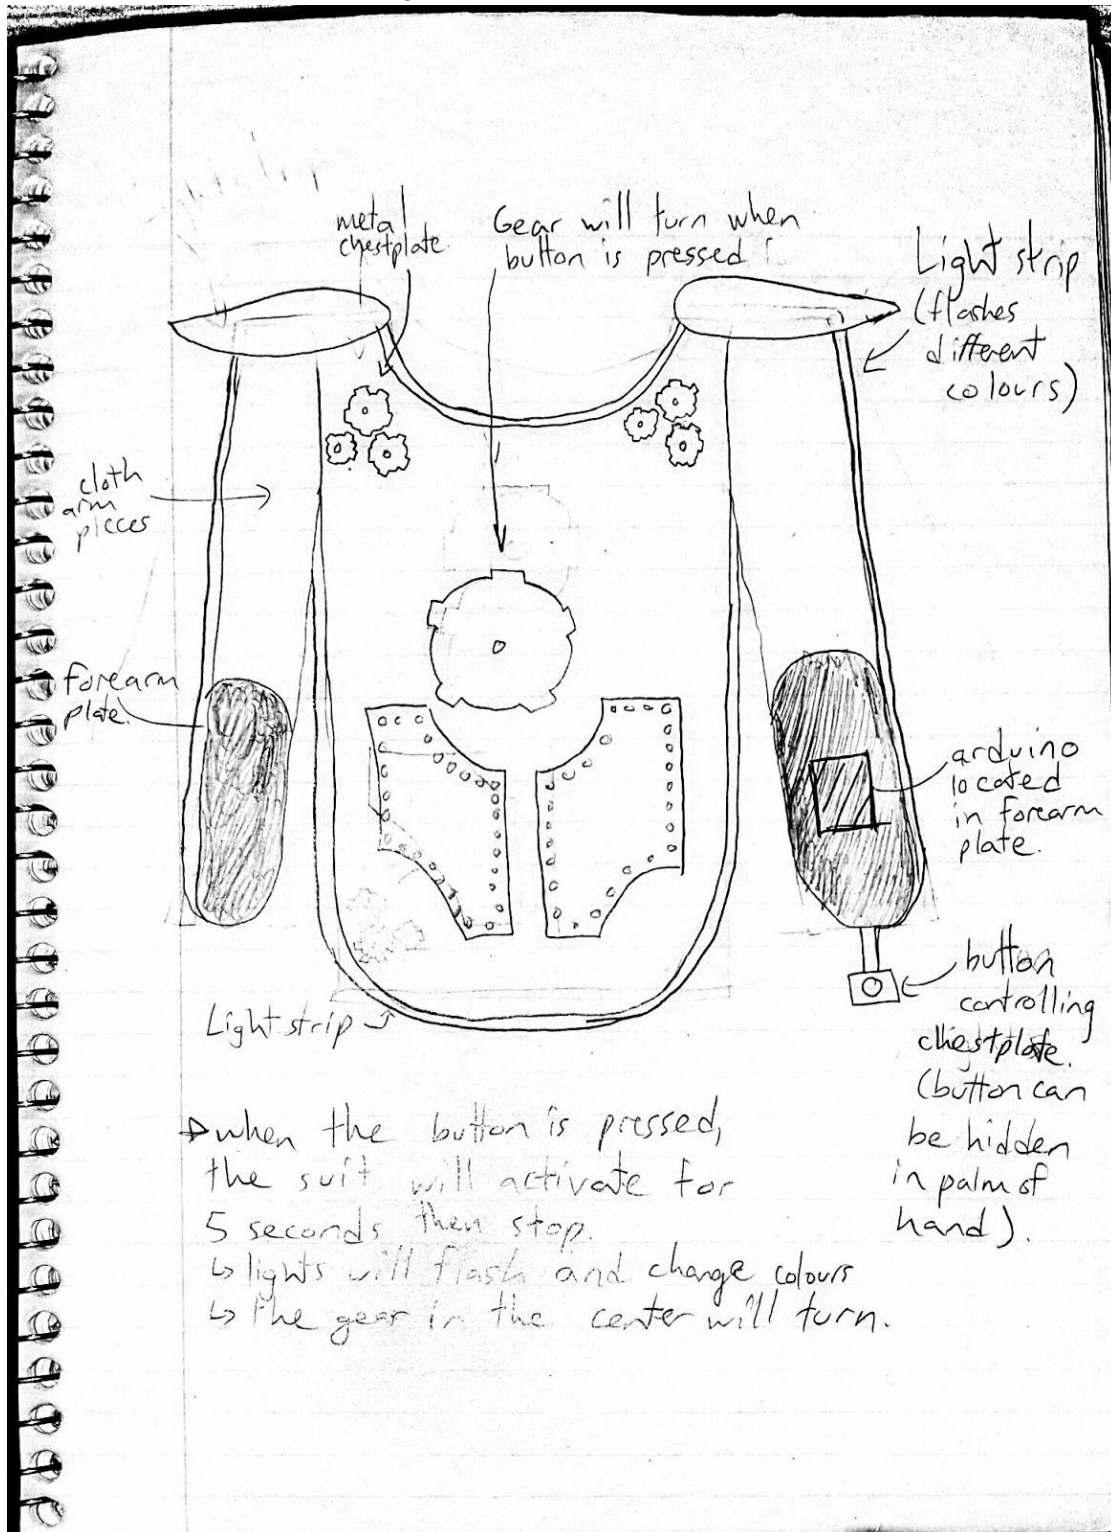 metal
chestplate.
Gear will turn when
button is pressed
Light strip
(flashes
different
colours)
cloth
arm
pieces
forearm
plate.
arduino
located
in forearm
plate.
Light strip
button
controlling
chestplate.
(button can
be hidden
in palm of
hand).
when the button is pressed,
the suit will activate for
5 seconds then stop.
↳ lights will flash and change colours
↳ the gear in the center will turn.